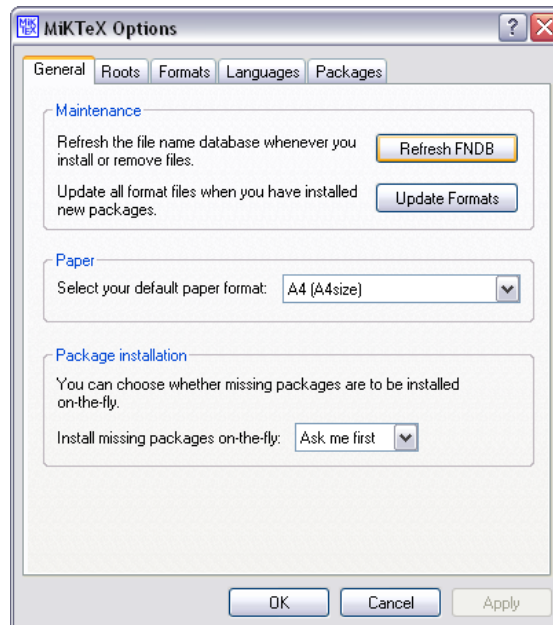 MiKTeX Options
General Roots Formats Languages Packages
Maintenance
Refresh the file name database whenever you
install or remove files.
Refresh FNDB
Update all format files when you have installed
new packages.
Update Formats
Paper
Select your default paper format: A4 (A4size)
Package installation
You can choose whether missing packages are to be installed
on-the-fly.
Install missing packages on-the-fly: Ask me first
OK Cancel Apply